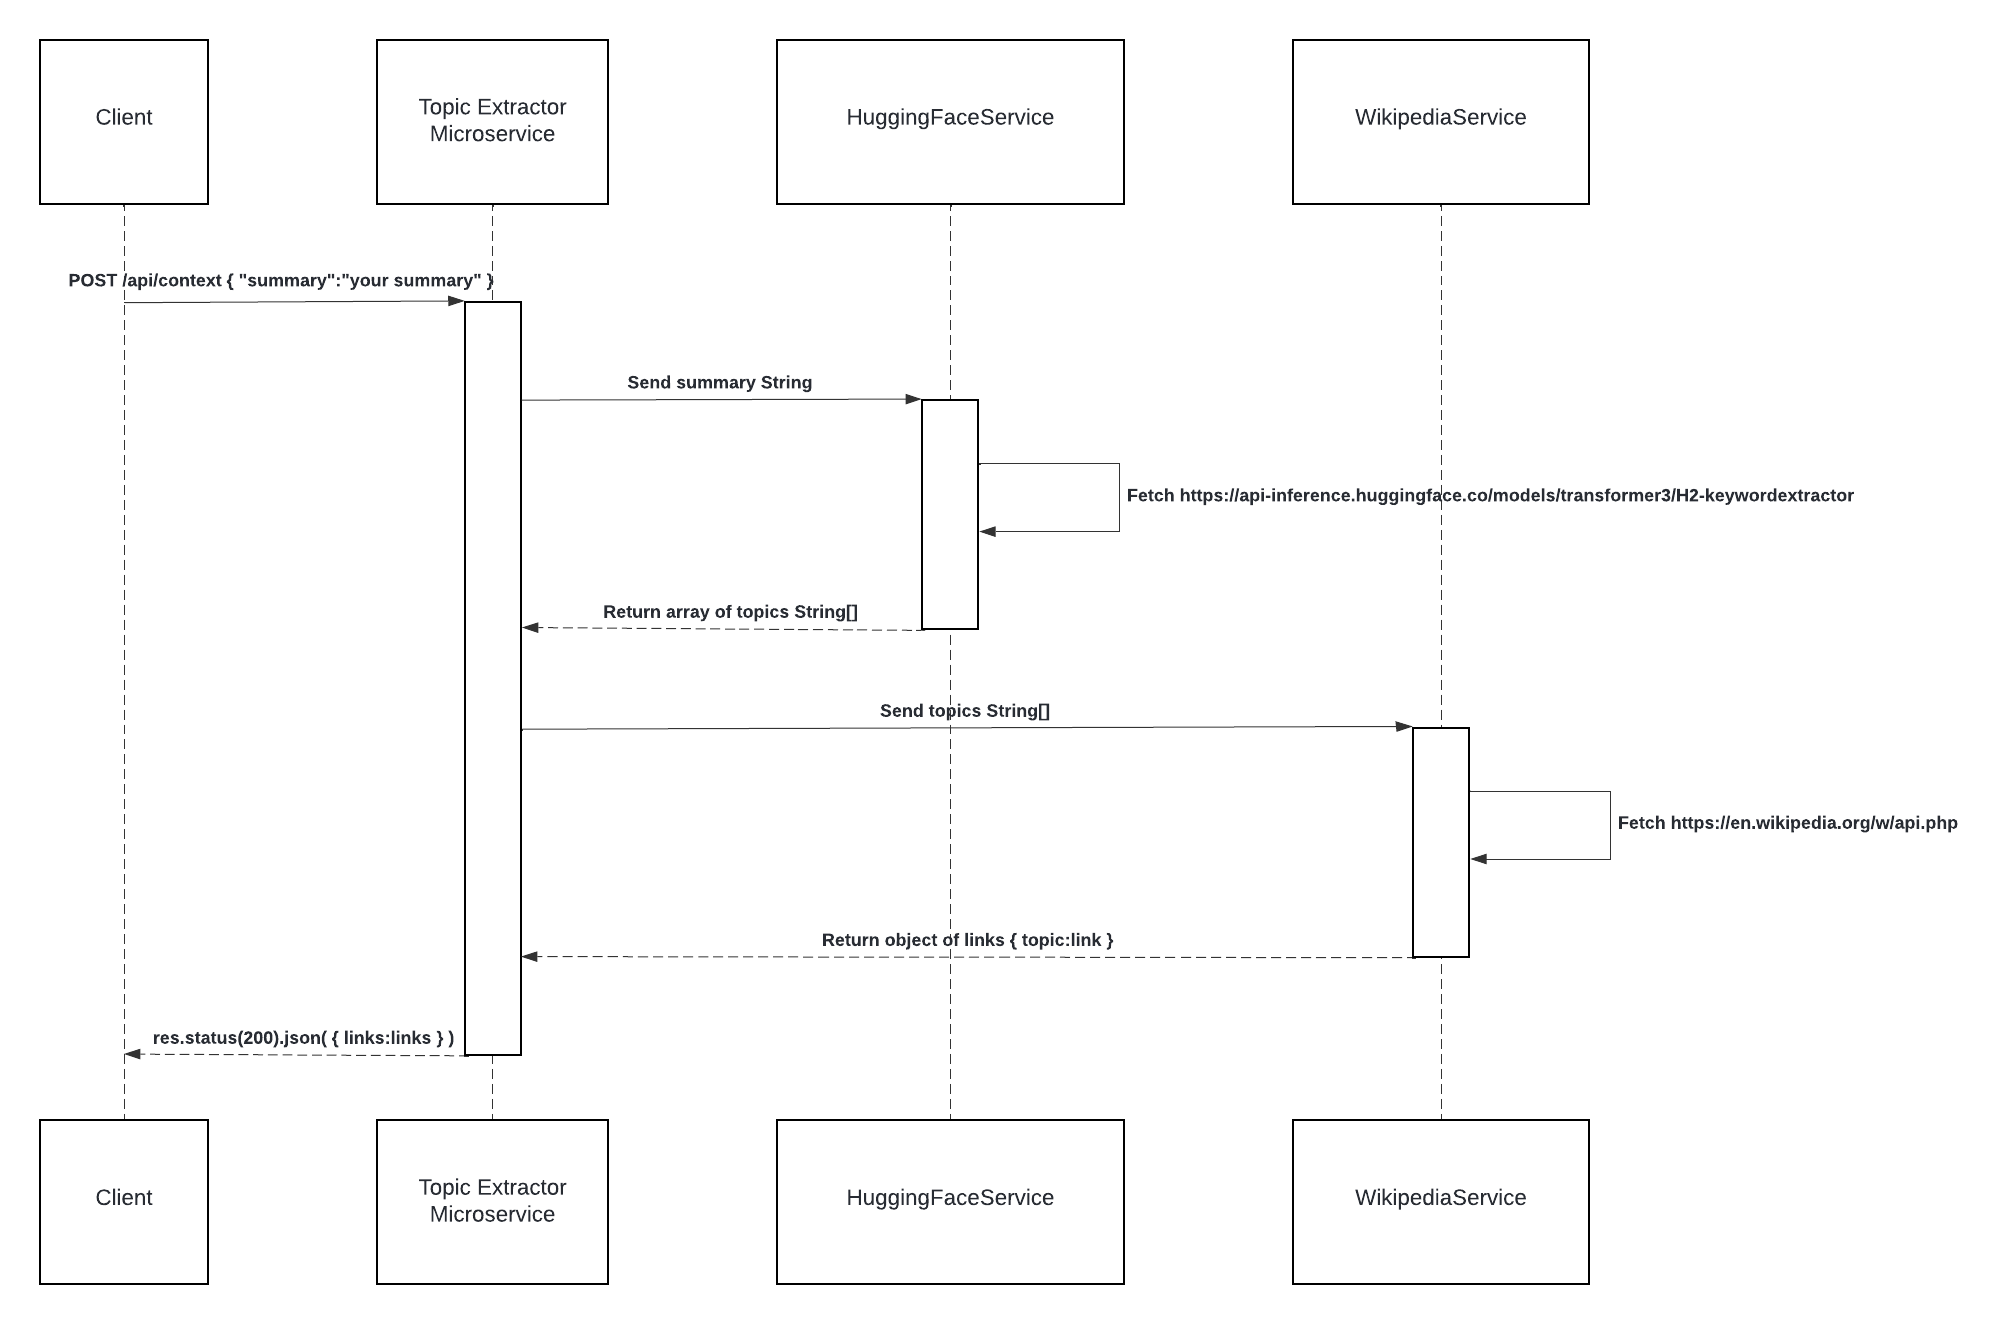 Client
Topic Extractor
Microservice
HuggingFaceService
WikipediaService
POST /api/context { "summary":"your summary" }
Send summary String
Fetch https://api-inference.huggingface.co/models/transformer3/H2-keywordextractor
Return array of topics String[]
Send topics String[]
Fetch https://en.wikipedia.org/w/api.php
Return object of links { topic:link }
res.status(200).json( { links:links } )
Client
Topic Extractor
Microservice
HuggingFaceService
WikipediaService